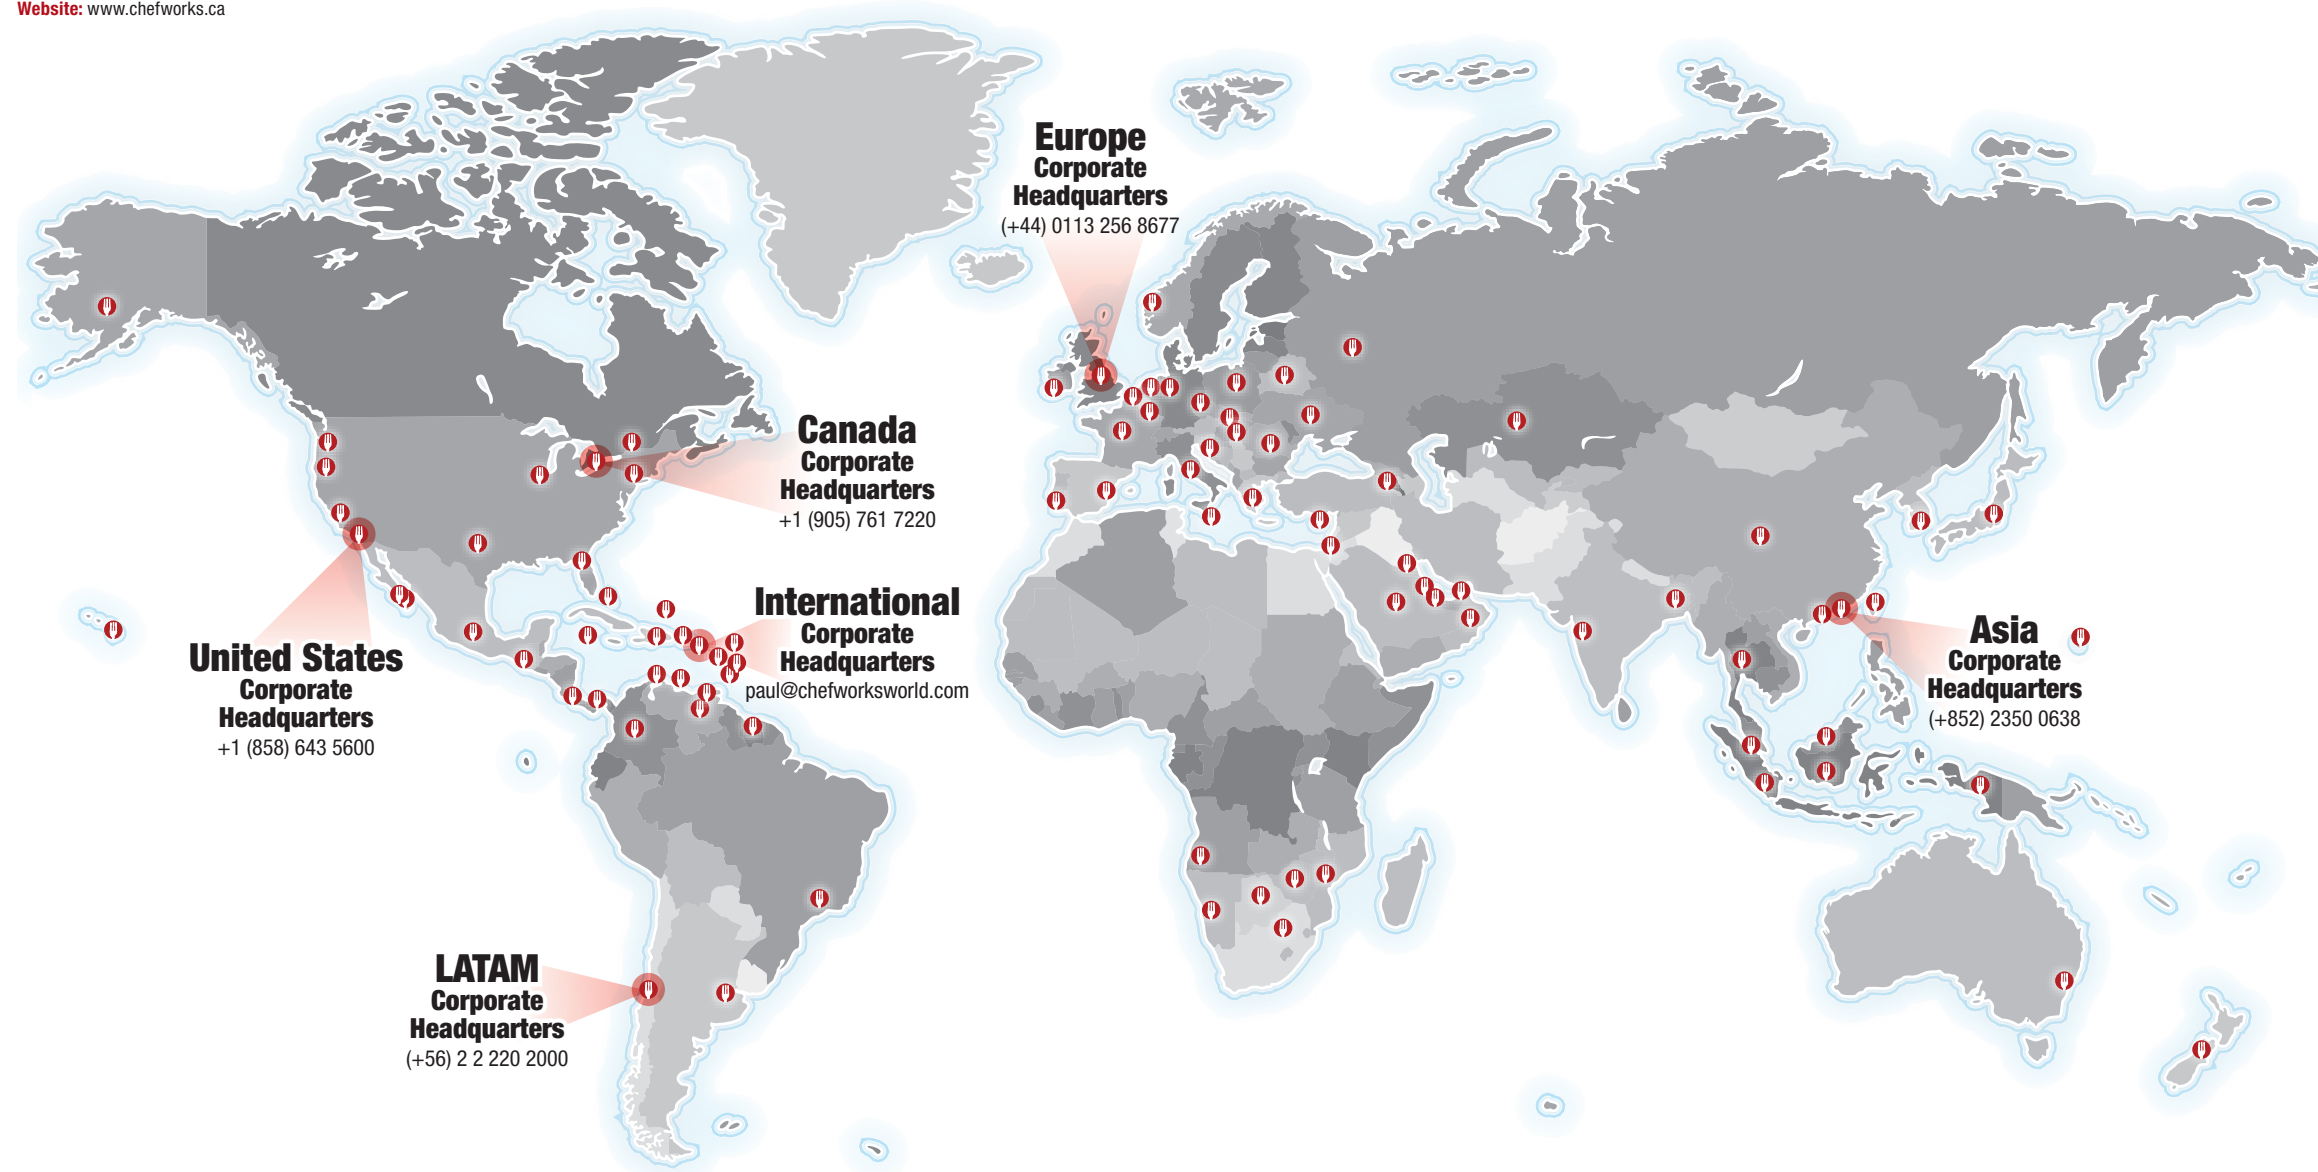 Website: www.chefworks.ca
Europe
Corporate
Headquarters
(+44) 0113 256 8677
Canada
Corporate
Headquarters
+1 (905) 761 7220
International
Corporate
Headquarters
paul@chefworksworld.com
United States
Corporate
Headquarters
+1 (858) 643 5600
Asia
Corporate
Headquarters
(+852) 2350 0638
LATAM
Corporate
Headquarters
(+56) 2 2 220 2000